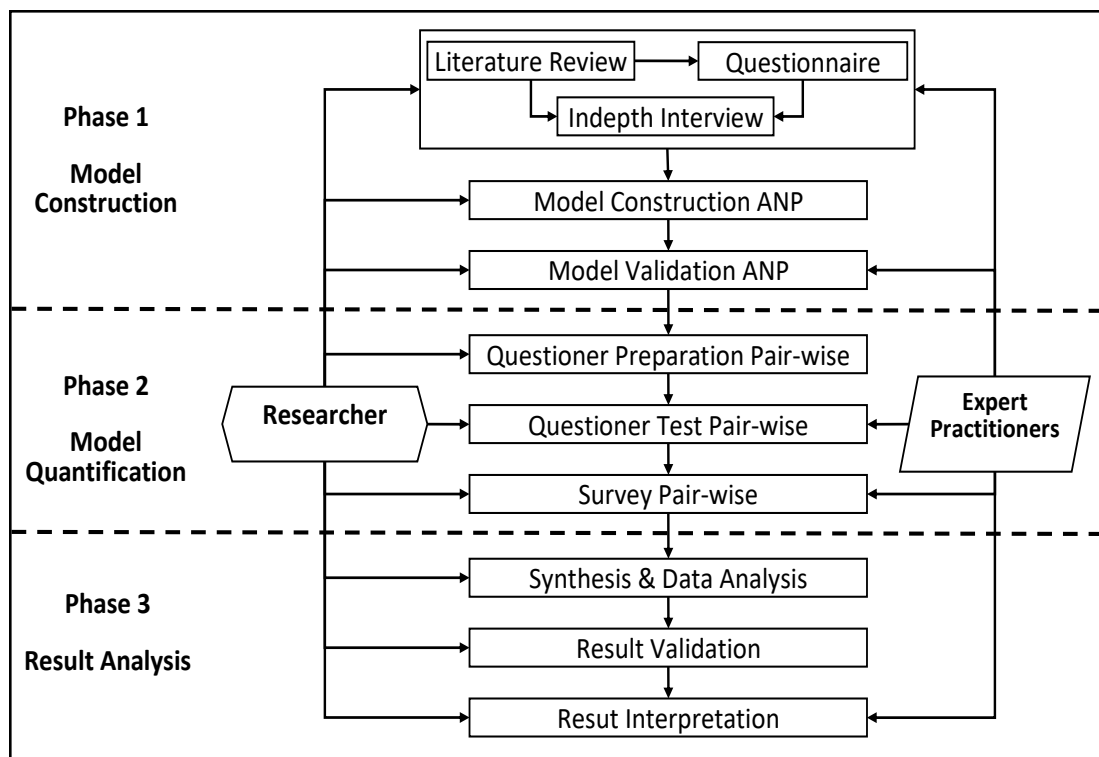 Literature Review
Questionnaire
Indepth Interview
Phase 1
Model
Construction
Model Construction ANP
Model Validation ANP
Questioner Preparation Pair-wise
Phase 2
Model
Quantification
Researcher
Questioner Test Pair-wise
Expert
Practitioners
Survey Pair-wise
Synthesis & Data Analysis
Phase 3
Result Analysis
Result Validation
Resut Interpretation